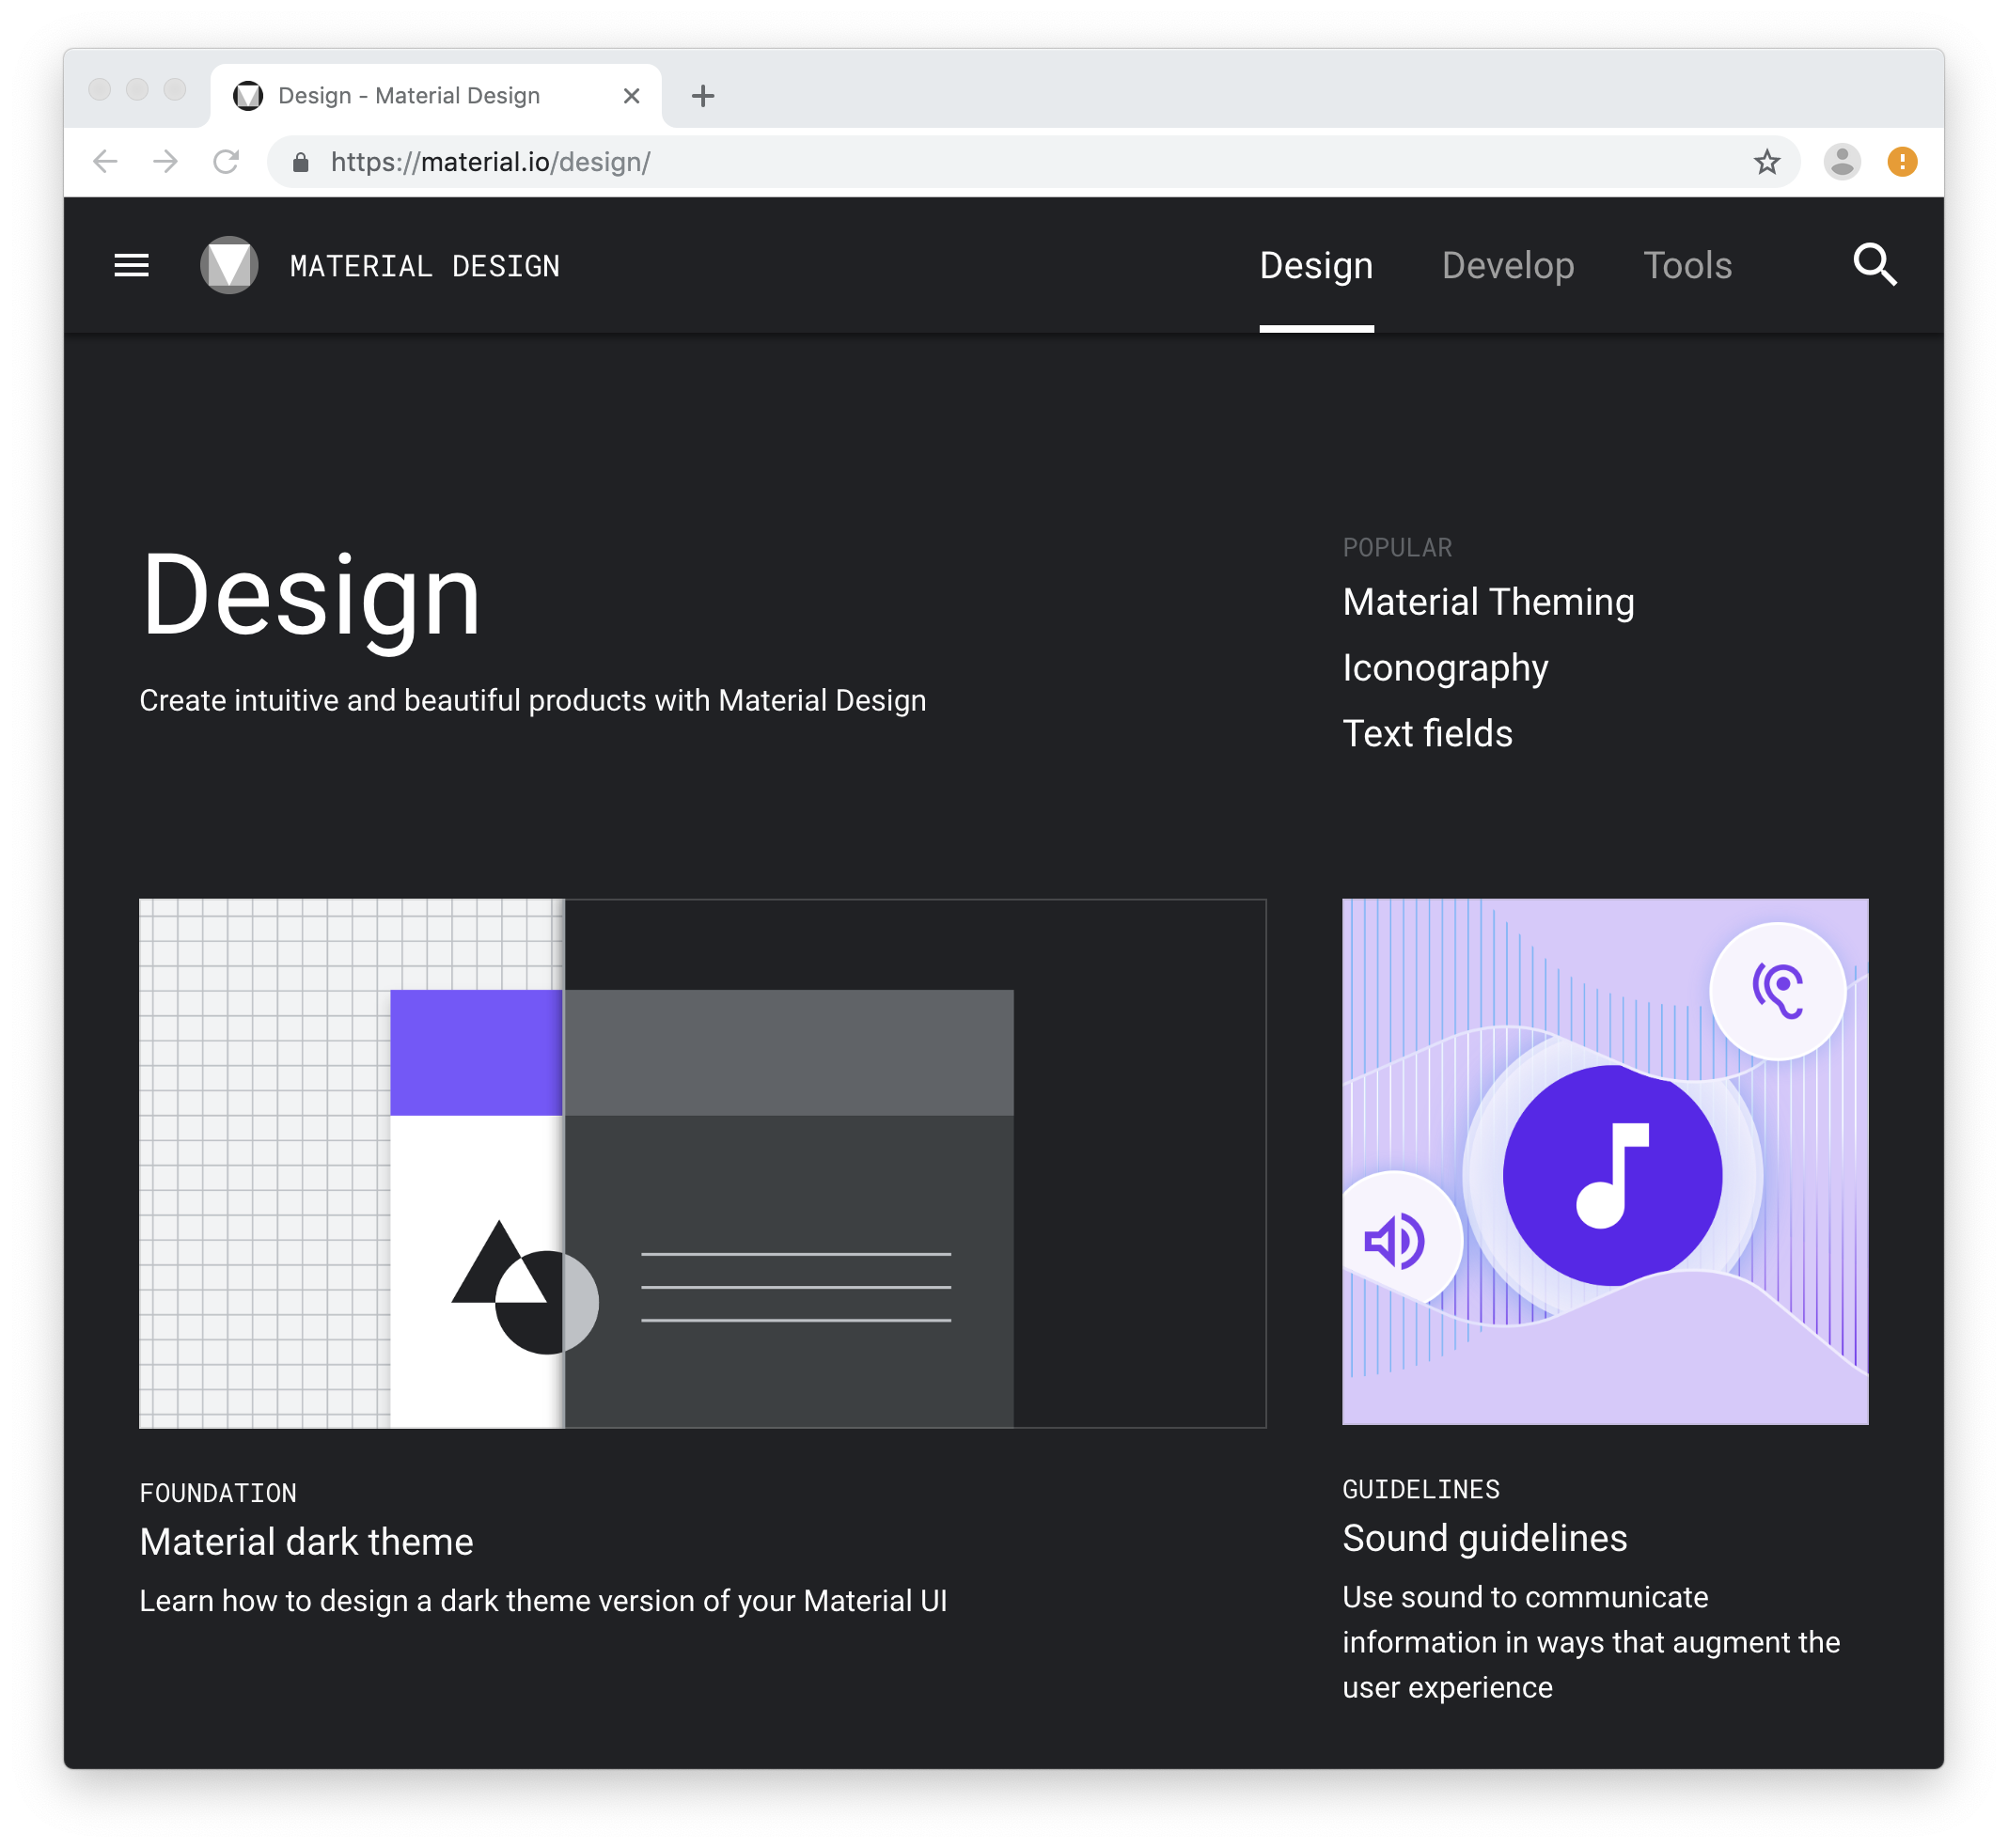 Design - Material Design
https://material.io/design/
MATERIAL DESIGN
Design
Develop
Tools
Design
Create intuitive and beautiful products with Material Design
POPULAR
Material Theming
Iconography
Text fields
FOUNDATION
Material dark theme
Learn how to design a dark theme version of your Material UI
GUIDELINES
Sound guidelines
Use sound to communicate
information in ways that augment the
user experience